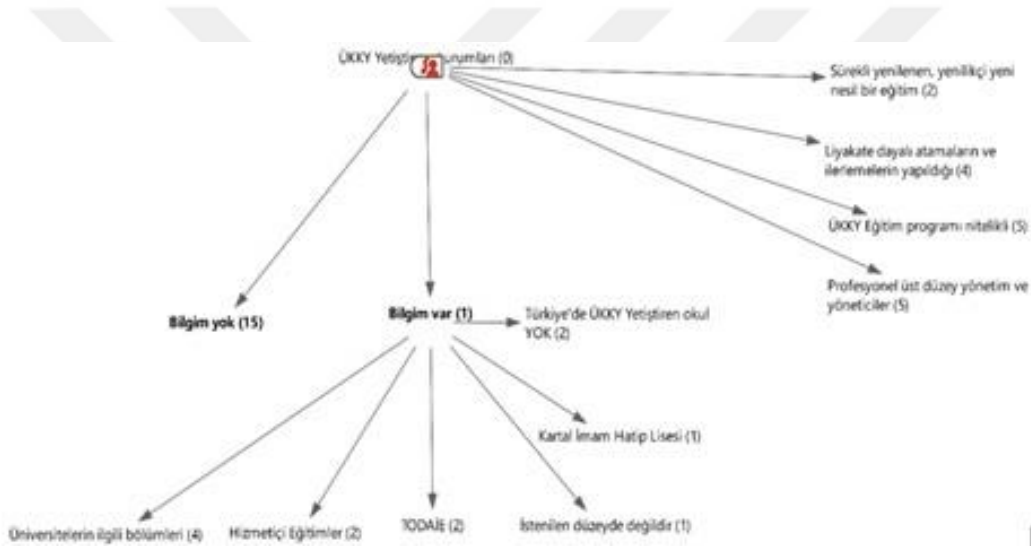 ÜKKY Yetiştir urumları (0)
Sürekli yenilenen, yenilikçi yeni
nesil bir eğitim (2)
Liyakate dayalı atamaların ve
ilerlemelerin yapıldığı (4)
ÜKKY Eğitim programı nitelikli (5)
Profesyonel üst düzey yönetim ve
yöneticiler (5)
Bilgim yok (15)
Bilgim var (1)
Türkiye'de ÜKKY Yetiştiren okul
YOK (2)
Kartal İmam Hatip Lisesi (1)
Üniversitelerin ilgili bölümleri (4)
Hizmetiçi Eğitimler (2)
TODAİE (2)
İstenilen düzeyde değildir (1)